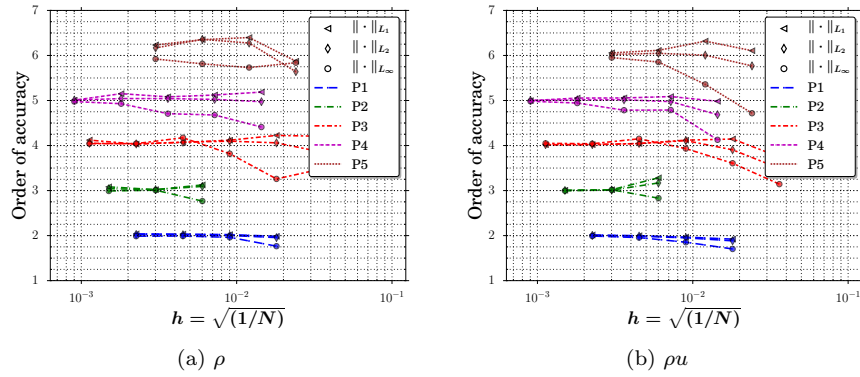 7
6
5
4
3
2
1
Order of accuracy
10⁻³ 10⁻² 10⁻¹
h = √(1/N)
|| · ||_{L₁}
|| · ||_{L₂}
|| · ||_{L∞}
P1
P2
P3
P4
P5
(a) ρ
7
6
5
4
3
2
1
Order of accuracy
10⁻³ 10⁻² 10⁻¹
h = √(1/N)
|| · ||_{L₁}
|| · ||_{L₂}
|| · ||_{L∞}
P1
P2
P3
P4
P5
(b) ρu